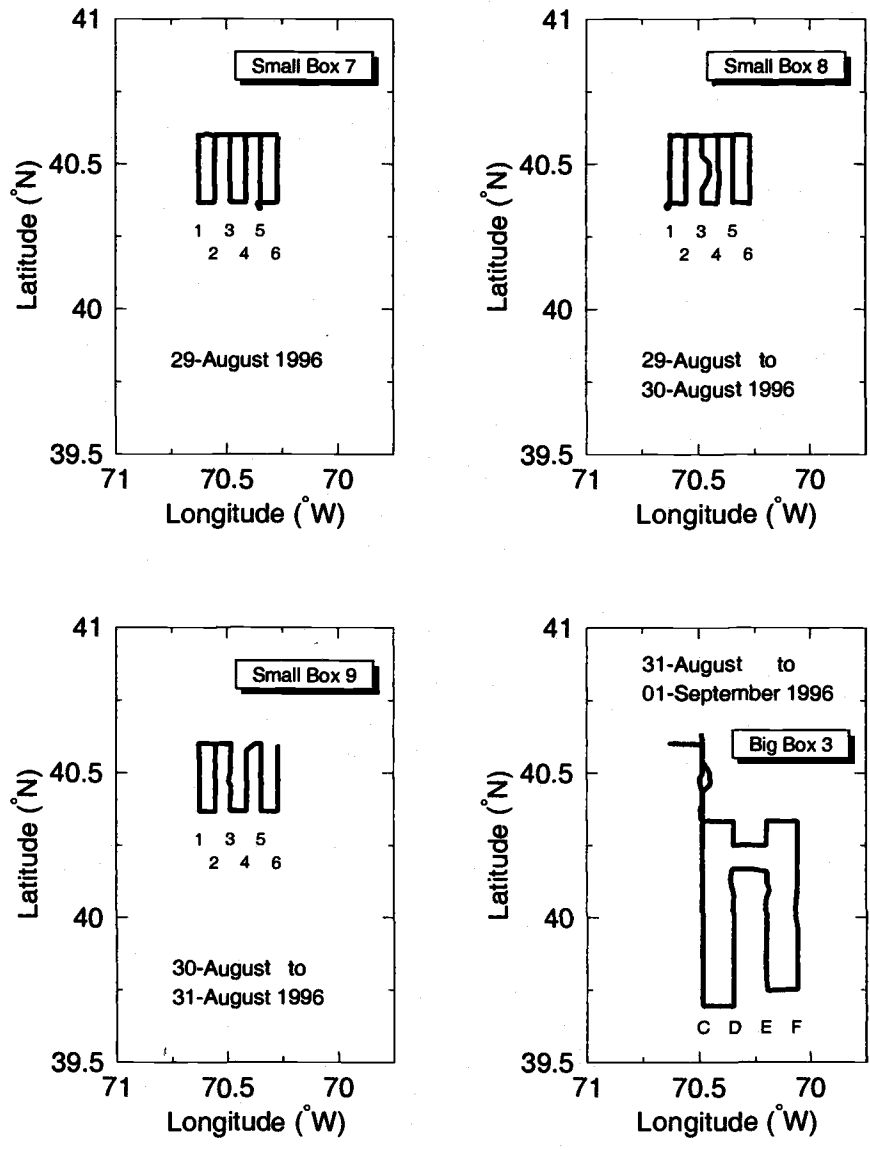 41
Small Box 7
40.5
Latitude (°N)
1 3 5
2 4 6
40
29-August 1996
39.5
71 70.5 70
Longitude (°W)
41
Small Box 8
40.5
Latitude (°N)
1 3 5
2 4 6
40
29-August to
30-August 1996
39.5
71 70.5 70
Longitude (°W)
41
Small Box 9
40.5
Latitude (°N)
1 3 5
2 4 6
40
30-August to
31-August 1996
39.5
71 70.5 70
Longitude (°W)
41
31-August to
01-September 1996
Big Box 3
40.5
Latitude (°N)
40
C D E F
39.5
71 70.5 70
Longitude (°W)